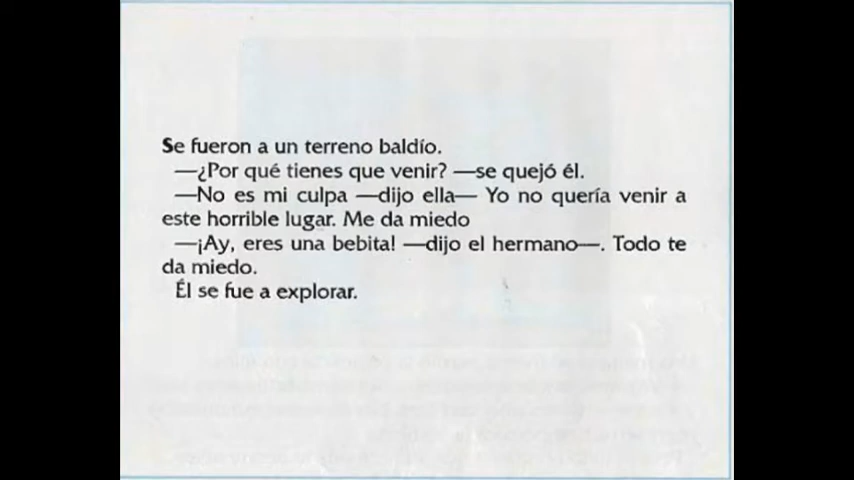 Se fueron a un terreno baldío.
—¿Por qué tienes que venir? —se quejó él.
—No es mi culpa —dijo ella— Yo no quería venir a
este horrible lugar. Me da miedo
—¡Ay, eres una bebita! —dijo el hermano—. Todo te
da miedo.
Él se fue a explorar.